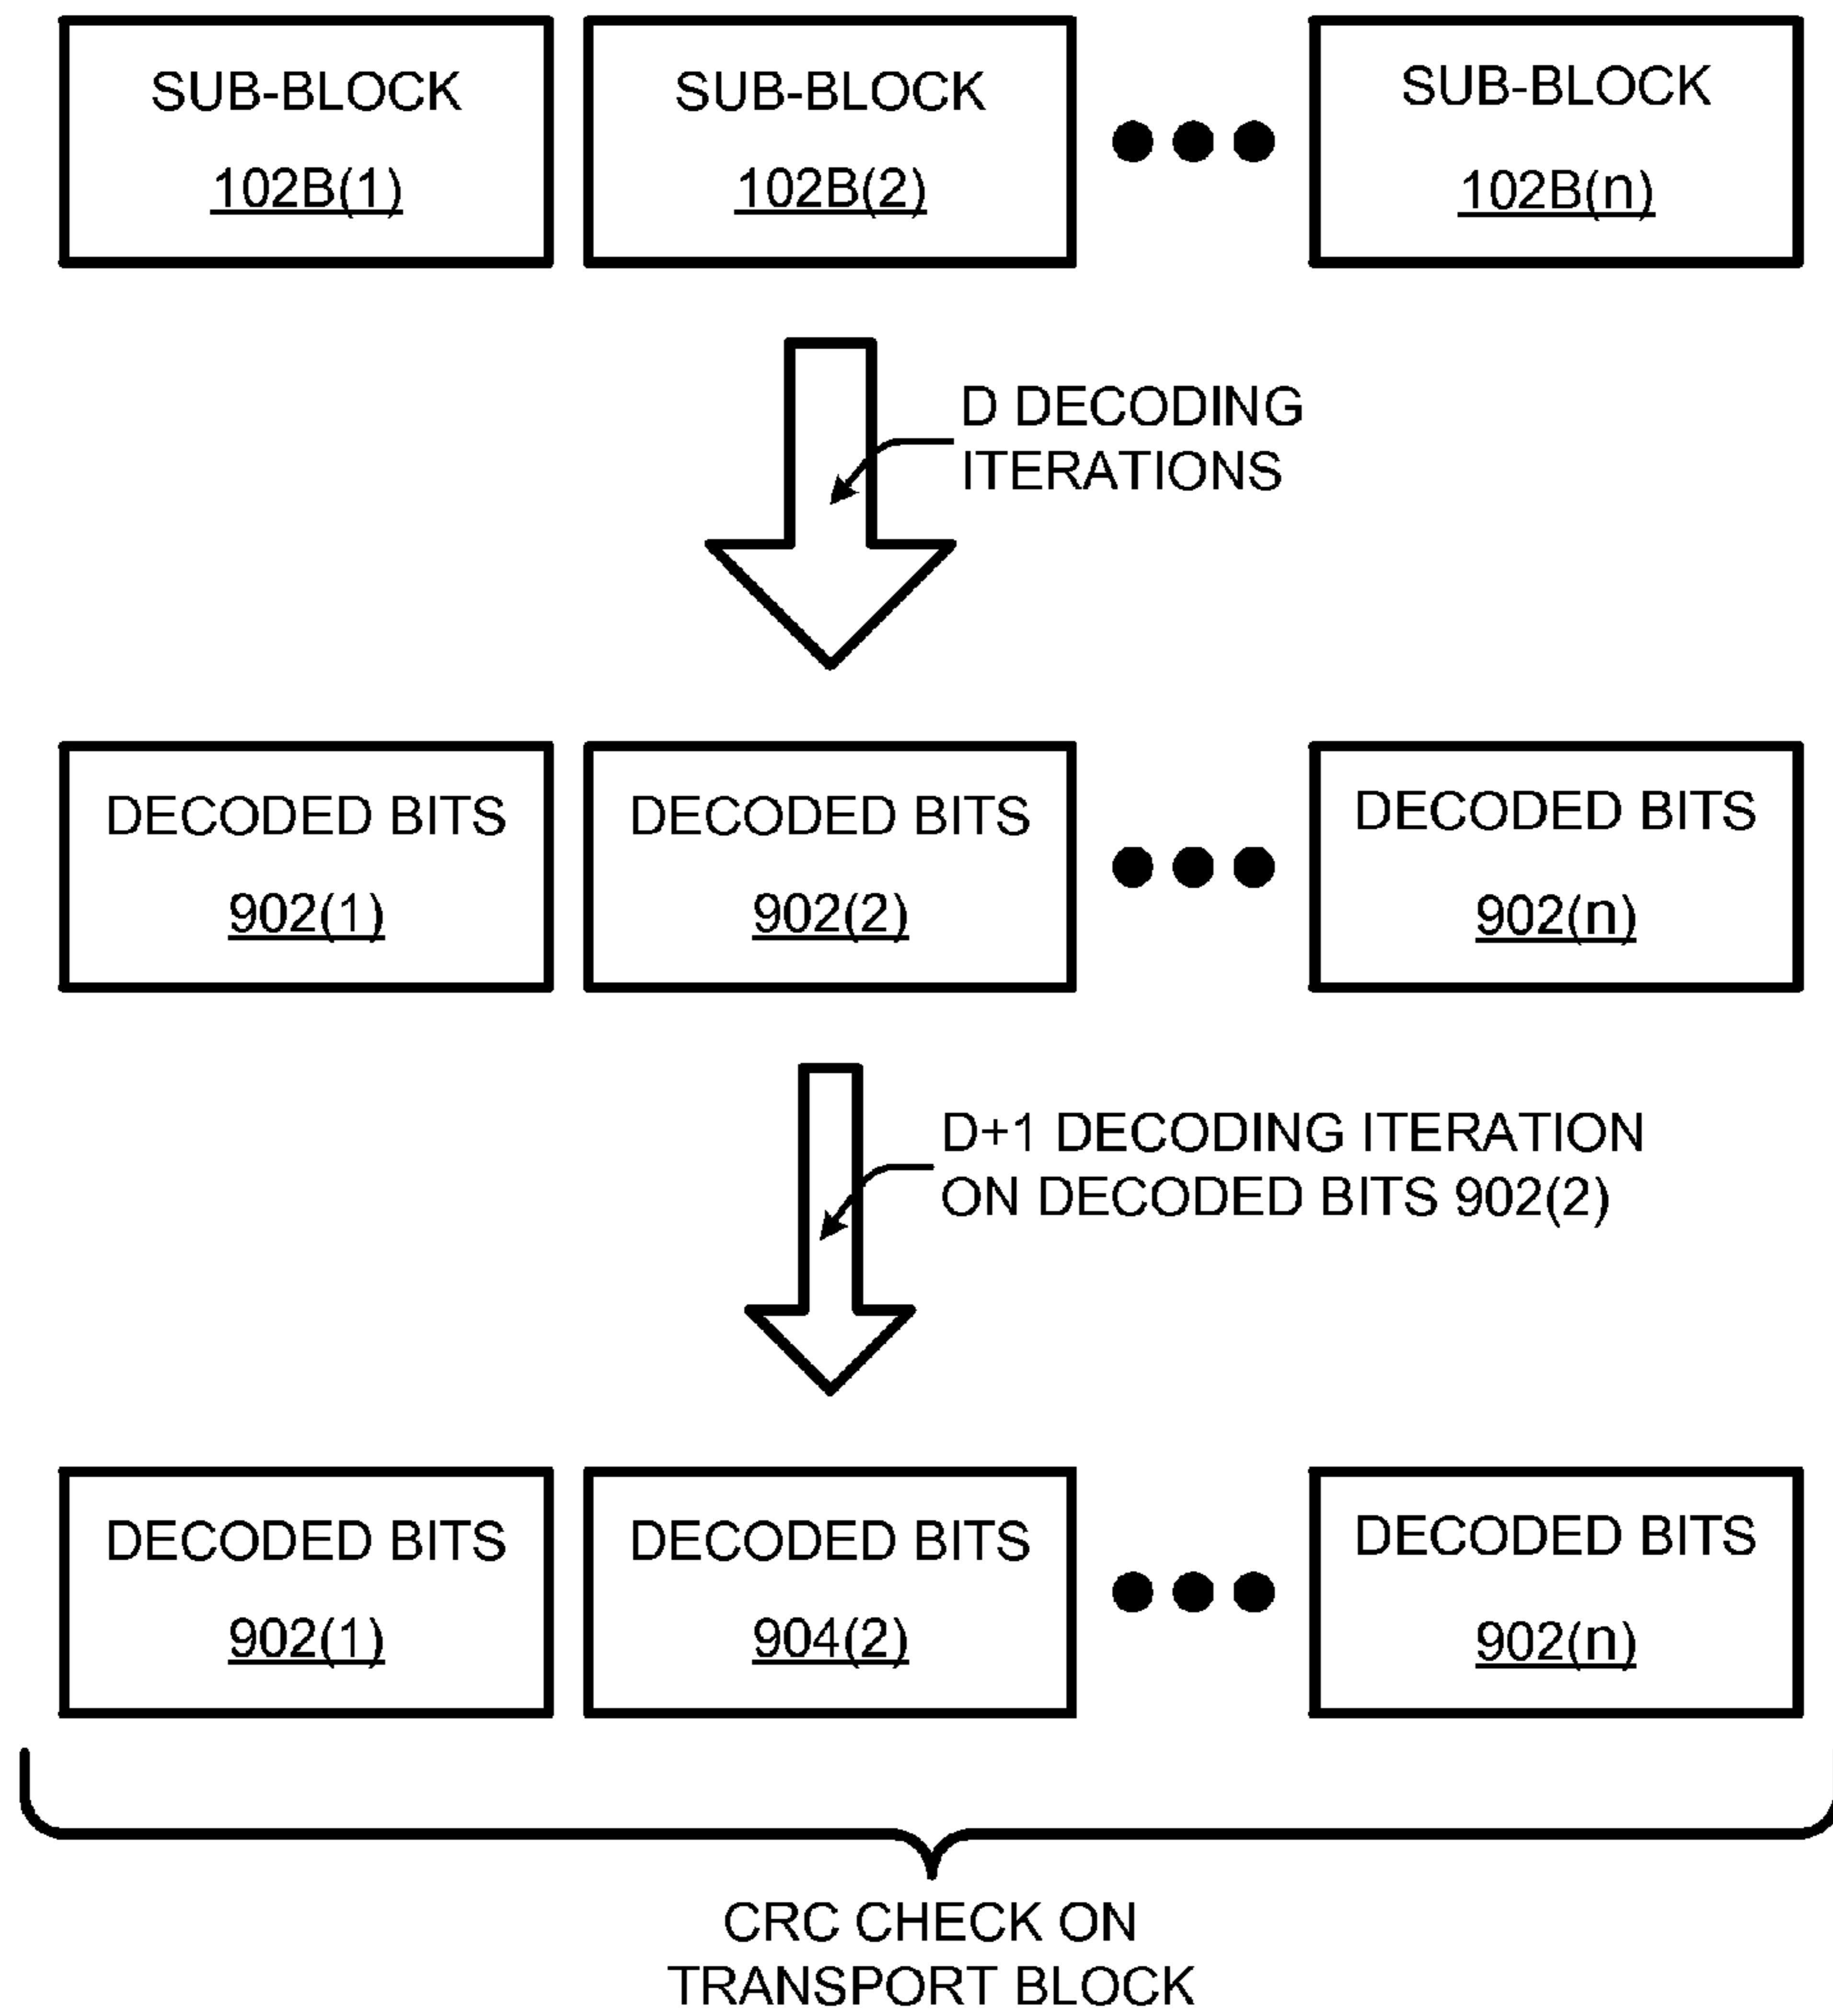 SUB-BLOCK
102B(1)
SUB-BLOCK
102B(2)
SUB-BLOCK
102B(n)
D DECODING
ITERATIONS
DECODED BITS
902(1)
DECODED BITS
902(2)
DECODED BITS
902(n)
D+1 DECODING ITERATION
ON DECODED BITS 902(2)
DECODED BITS
902(1)
DECODED BITS
904(2)
DECODED BITS
902(n)
CRC CHECK ON
TRANSPORT BLOCK